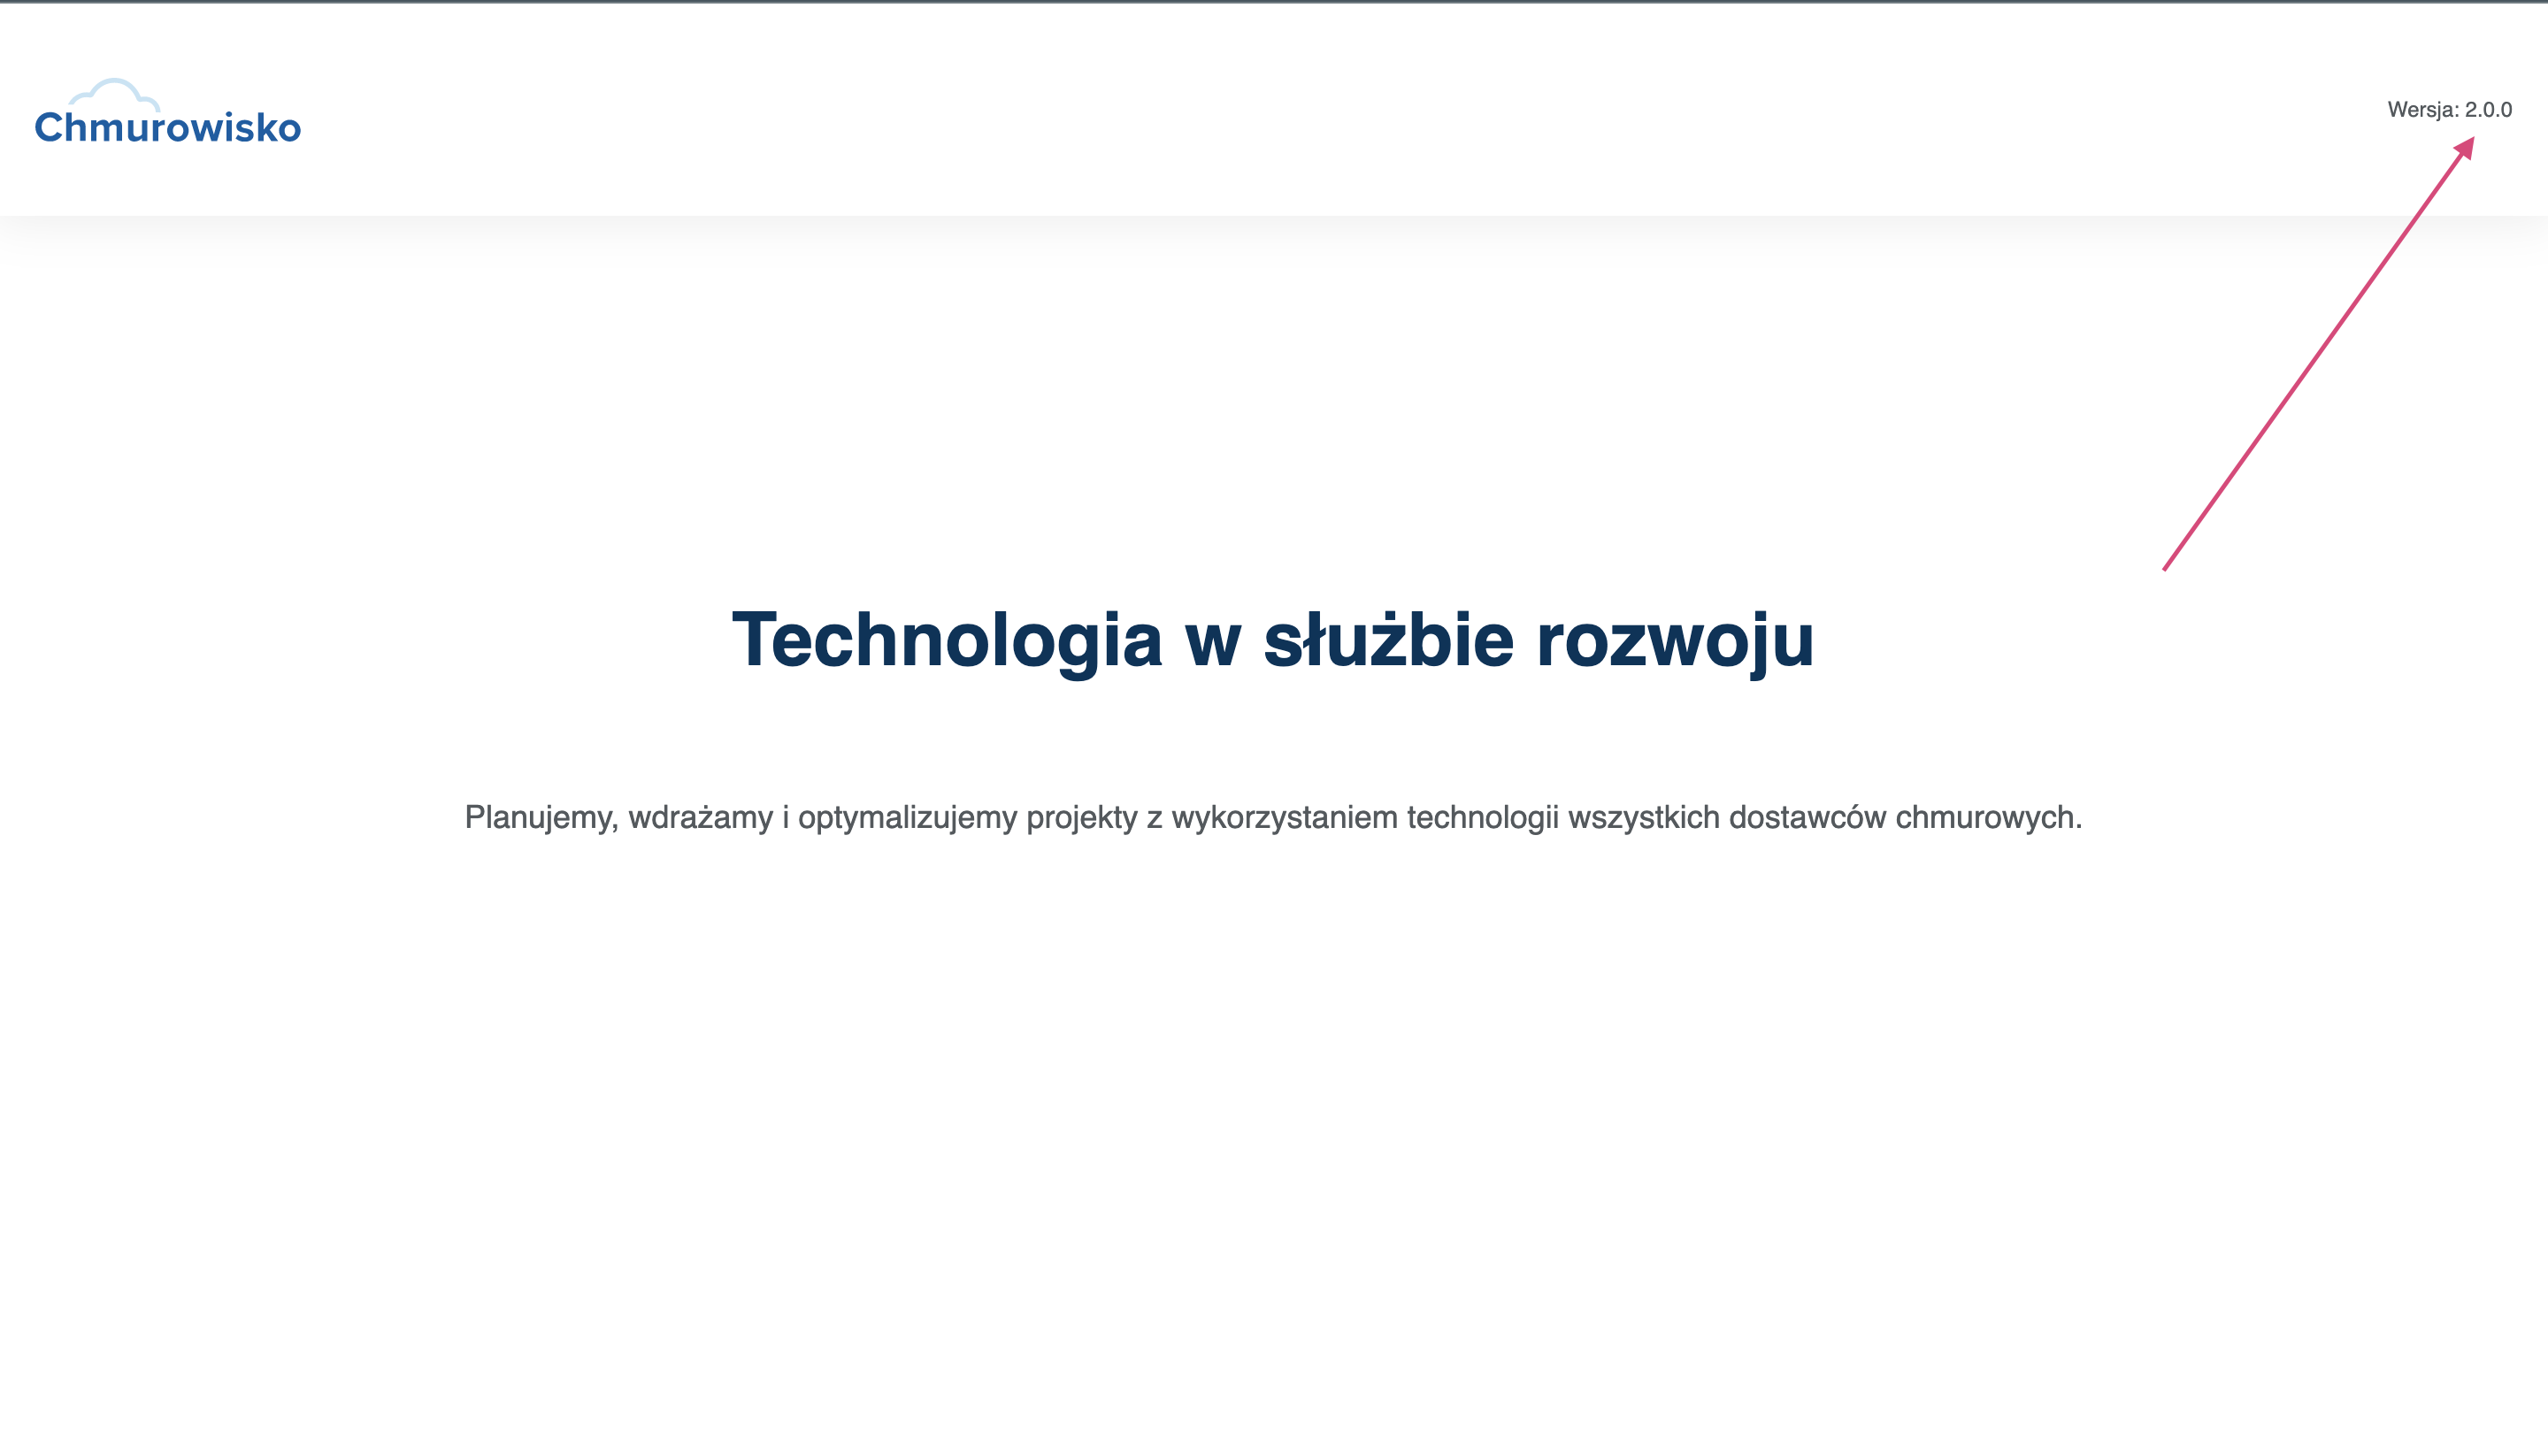 Chmurowisko
Wersja: 2.0.0
Technologia w służbie rozwoju
Planujemy, wdrażamy i optymalizujemy projekty z wykorzystaniem technologii wszystkich dostawców chmurowych.